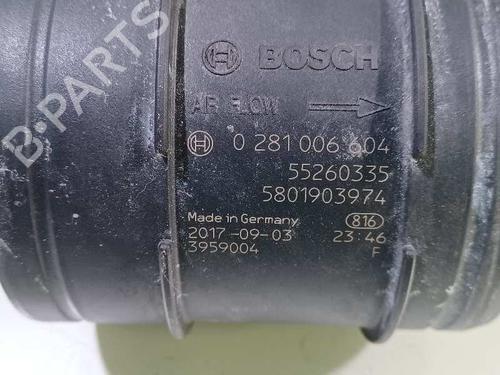 B-PARTS
BOSCH
AIR FLOW
0 281 006 604
55260335
5801903974
Made in Germany 816
2017-09-03 23:46
3959004 F